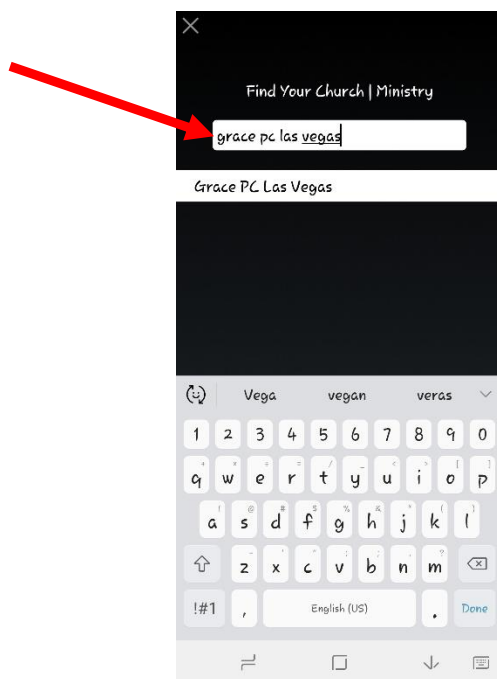 Find Your Church | Ministry
grace pc las vegas
Grace PC Las Vegas
Vega vegan veras
1 2 3 4 5 6 7 8 9 0
q w e r t y u i o p
a s d f g h j k l
z x c v b n m
!#1 , English (US) . Done